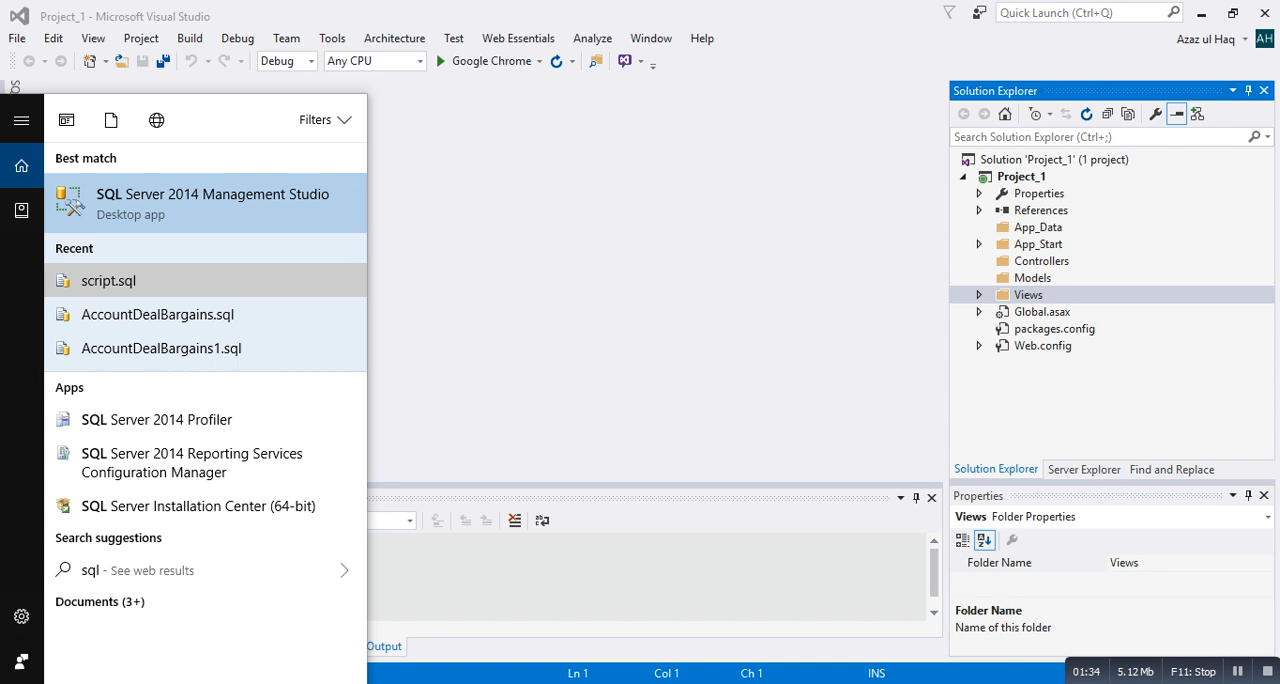 Project_1 - Microsoft Visual Studio
Quick Launch (Ctrl+Q)
File Edit View Project Build Debug Team Tools Architecture Test Web Essentials Analyze Window Help
Azaz ul Haq AH
Debug Any CPU Google Chrome
Filters
Best match
SQL Server 2014 Management Studio
Desktop app
Recent
script.sql
AccountDealBargains.sql
AccountDealBargains1.sql
Apps
SQL Server 2014 Profiler
SQL Server 2014 Reporting Services
Configuration Manager
SQL Server Installation Center (64-bit)
Search suggestions
sql - See web results
Documents (3+)
Solution Explorer
Search Solution Explorer (Ctrl+;)
Solution 'Project_1' (1 project)
Project_1
Properties
References
App_Data
App_Start
Controllers
Models
Views
Global.asax
packages.config
Web.config
Solution Explorer Server Explorer Find and Replace
Properties
Views Folder Properties
Folder Name Views
Folder Name
Name of this folder
Output
Ln 1 Col 1 Ch 1 INS
01:34 5.12 Mb F11: Stop